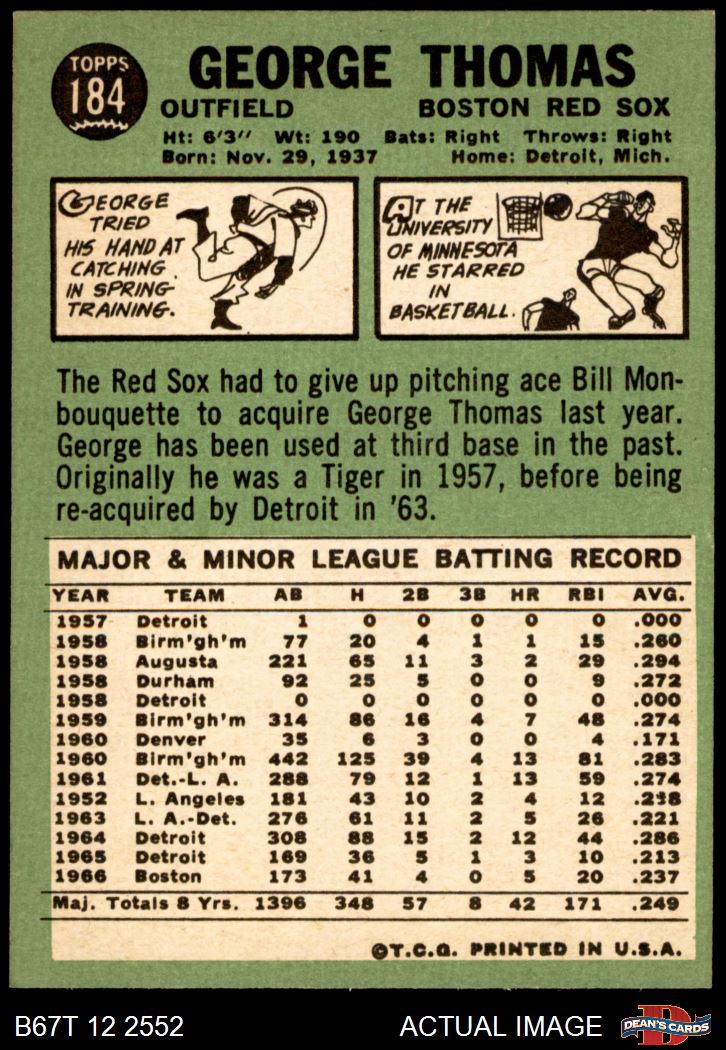 TOPPS
184
GEORGE THOMAS
OUTFIELD BOSTON RED SOX
Ht: 6'3" Wt: 190 Bats: Right Throws: Right
Born: Nov. 29, 1937 Home: Detroit, Mich.
GEORGE
TRIED
HIS HAND AT
CATCHING
IN SPRING
TRAINING.
AT THE
UNIVERSITY
OF MINNESOTA
HE STARRED
IN
BASKETBALL.
The Red Sox had to give up pitching ace Bill Mon-
bouquette to acquire George Thomas last year.
George has been used at third base in the past.
Originally he was a Tiger in 1957, before being
re-acquired by Detroit in '63.
MAJOR & MINOR LEAGUE BATTING RECORD
YEAR TEAM AB H 2B 3B HR RBI AVG.
1957 Detroit 1 0 0 0 0 0 .000
1958 Birm'gh'm 77 20 4 1 1 15 .260
1958 Augusta 221 65 11 3 2 29 .294
1958 Durham 92 25 5 0 0 9 .272
1958 Detroit 0 0 0 0 0 0 .000
1959 Birm'gh'm 314 86 16 4 7 48 .274
1960 Denver 35 6 3 0 0 4 .171
1960 Birm'gh'm 442 125 39 4 13 81 .283
1961 Det.-L. A. 288 79 12 1 13 59 .274
1952 L. Angeles 181 43 10 2 4 12 .238
1963 L. A.-Det. 276 61 11 2 5 26 .221
1964 Detroit 308 88 15 2 12 44 .286
1965 Detroit 169 36 5 1 3 10 .213
1966 Boston 173 41 4 0 5 20 .237
Maj. Totals 8 Yrs. 1396 348 57 8 42 171 .249
©T.C.G. PRINTED IN U.S.A.
B67T 12 2552 ACTUAL IMAGE
DEAN'S CARDS